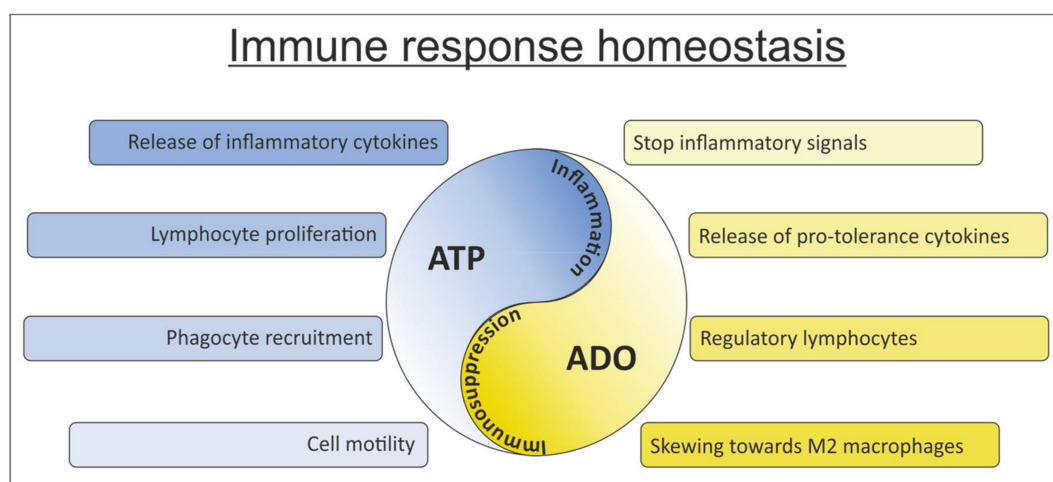 Immune response homeostasis
Release of inflammatory cytokines
Lymphocyte proliferation
Phagocyte recruitment
Cell motility
ATP
Inflammation
Immunosuppression
ADO
Stop inflammatory signals
Release of pro-tolerance cytokines
Regulatory lymphocytes
Skewing towards M2 macrophages